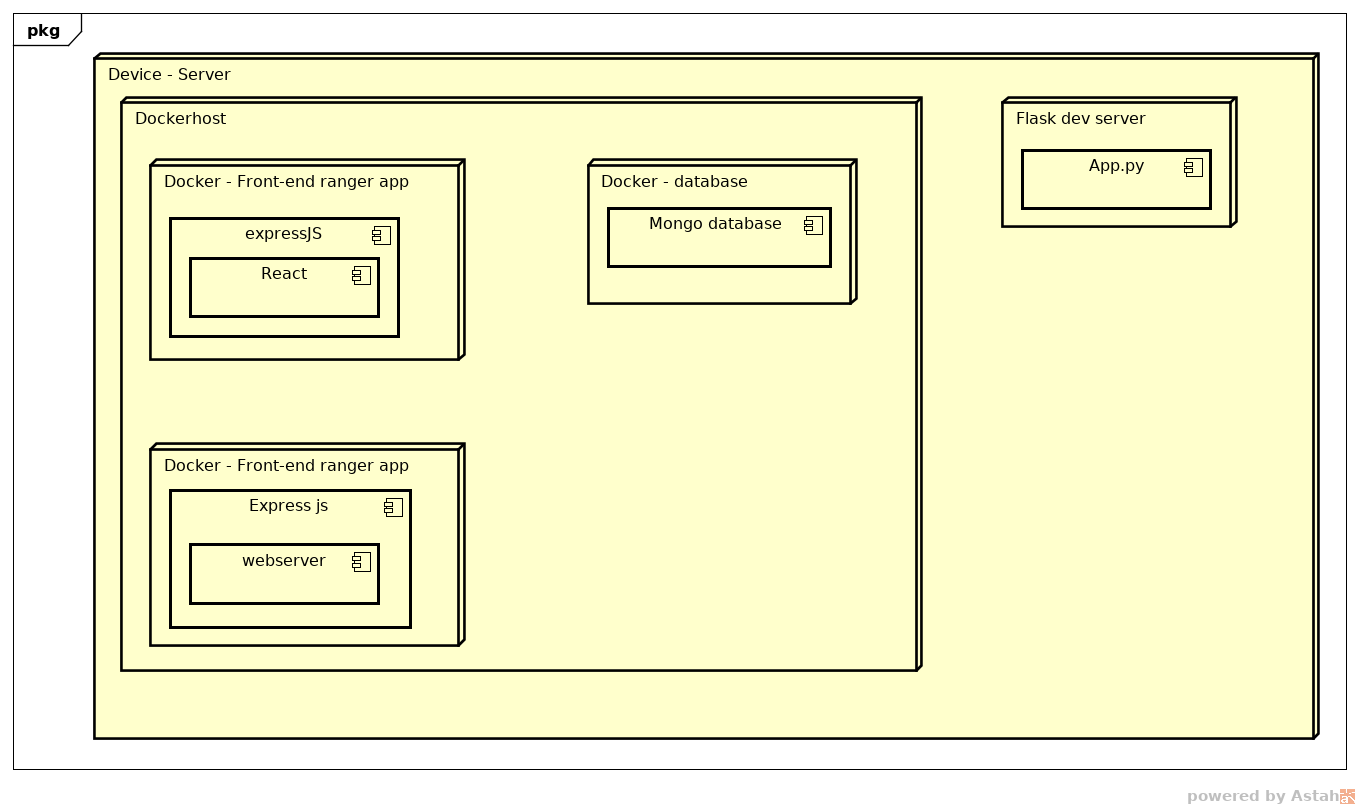 pkg
Device - Server
Dockerhost
Flask dev server
App.py
Docker - Front-end ranger app
expressJS
React
Docker - database
Mongo database
Docker - Front-end ranger app
Express js
webserver
powered by Astah